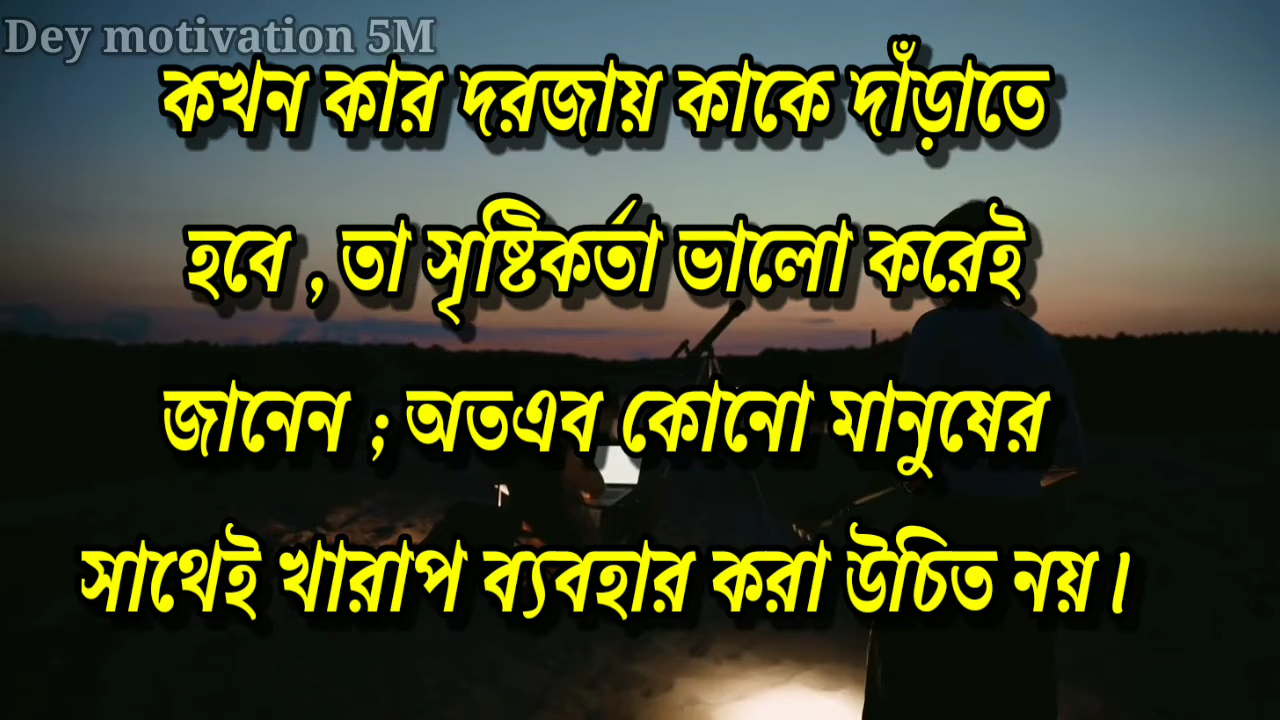 Dey motivation 5M
কখন কার দরজায় কাকে দাঁড়াতে
হবে , তা সৃষ্টিকর্তা ভালো করেই
জানেন ; অতএব কোনো মানুষের
সাথেই খারাপ ব্যবহার করা উচিত নয়।